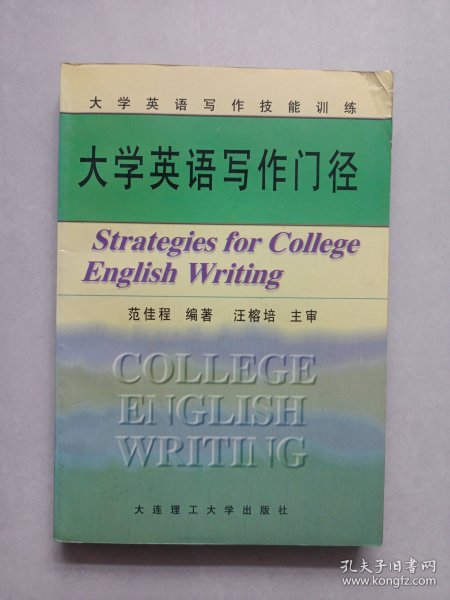 大学英语写作技能训练
大学英语写作门径
Strategies for College
English Writing
范佳程 编著 汪榕培 主审
COLLEGE
ENGLISH
WRITING
大连理工大学出版社
孔夫子旧书网
www.kongfz.com